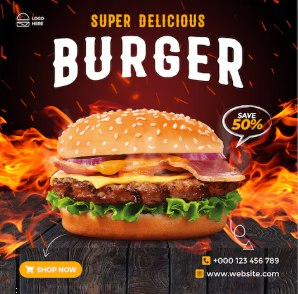 LOGO
HERE
SUPER DELICIOUS
BURGER
SAVE
50%
SHOP NOW
+000 123 456 789
www.website.com